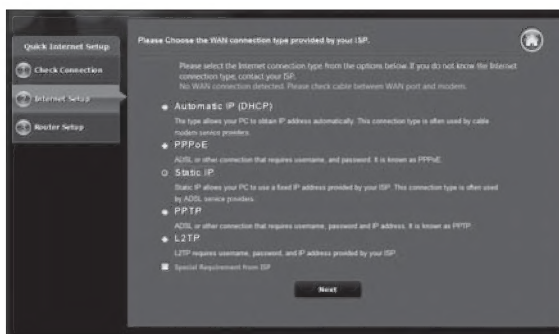 Quick Internet Setup
Check Connection
Internet Setup
Router Setup
Please Choose the WAN connection type provided by your ISP.
Please select the Internet connection type from the options below. If you do not know the Internet
connection type, contact your ISP.
No WAN connection detected. Please check cable between WAN port and modem.
Automatic IP (DHCP)
The type allows your PC to obtain IP address automatically. This connection type is often used by cable
modem service providers.
PPPoE
ADSL or other connection that requires username, and password. It is known as PPPoE.
Static IP
Static IP allows your PC to use a fixed IP address provided by your ISP. This connection type is often used
by ADSL service providers.
PPTP
ADSL or other connection that requires username, password and IP address. It is known as PPTP.
L2TP
L2TP requires username, password, and IP address provided by your ISP.
Special Requirement from ISP
Next